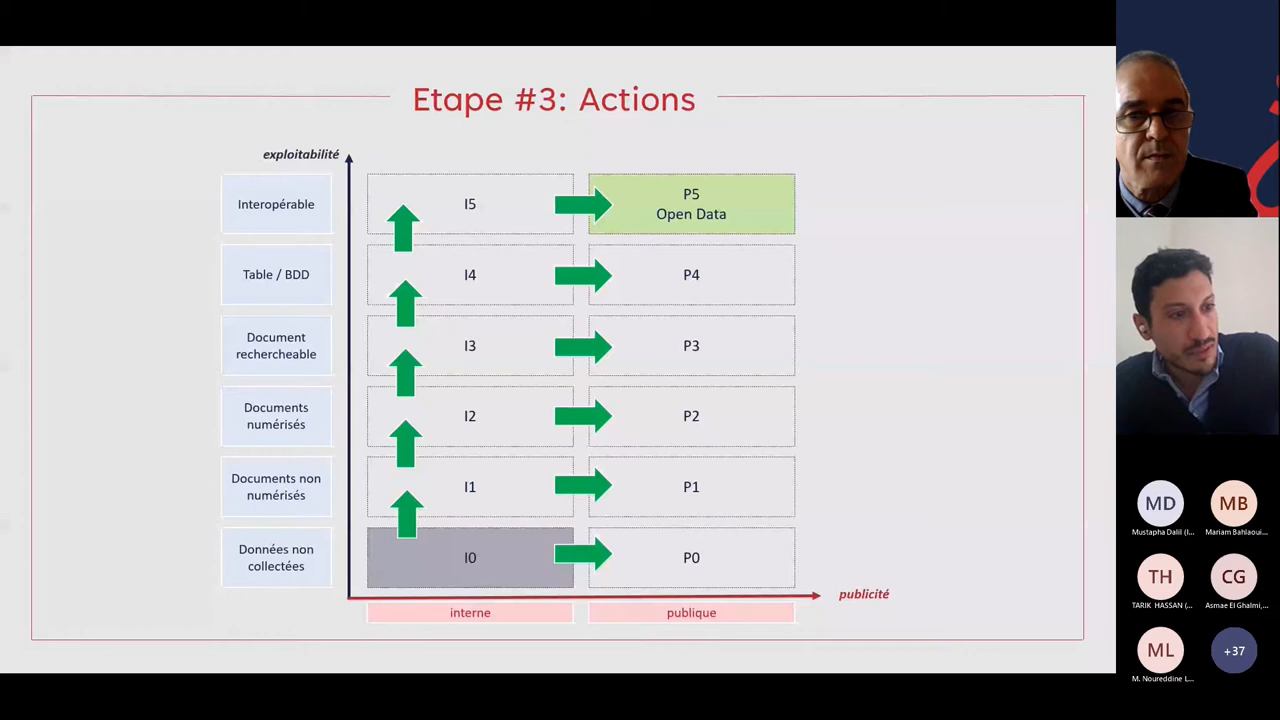 Etape #3: Actions
exploitabilité
Interopérable
I5
P5
Open Data
Table / BDD
I4
P4
Document
rechercheable
I3
P3
Documents
numérisés
I2
P2
Documents non
numérisés
I1
P1
Données non
collectées
I0
P0
publicité
interne
publique
MD
MB
Mustapha Dalil (I...
Mariam Bahlaoui...
TH
CG
TARIK HASSAN (...
Asmae El Ghalmi,...
ML
+37
M. Noureddine L...